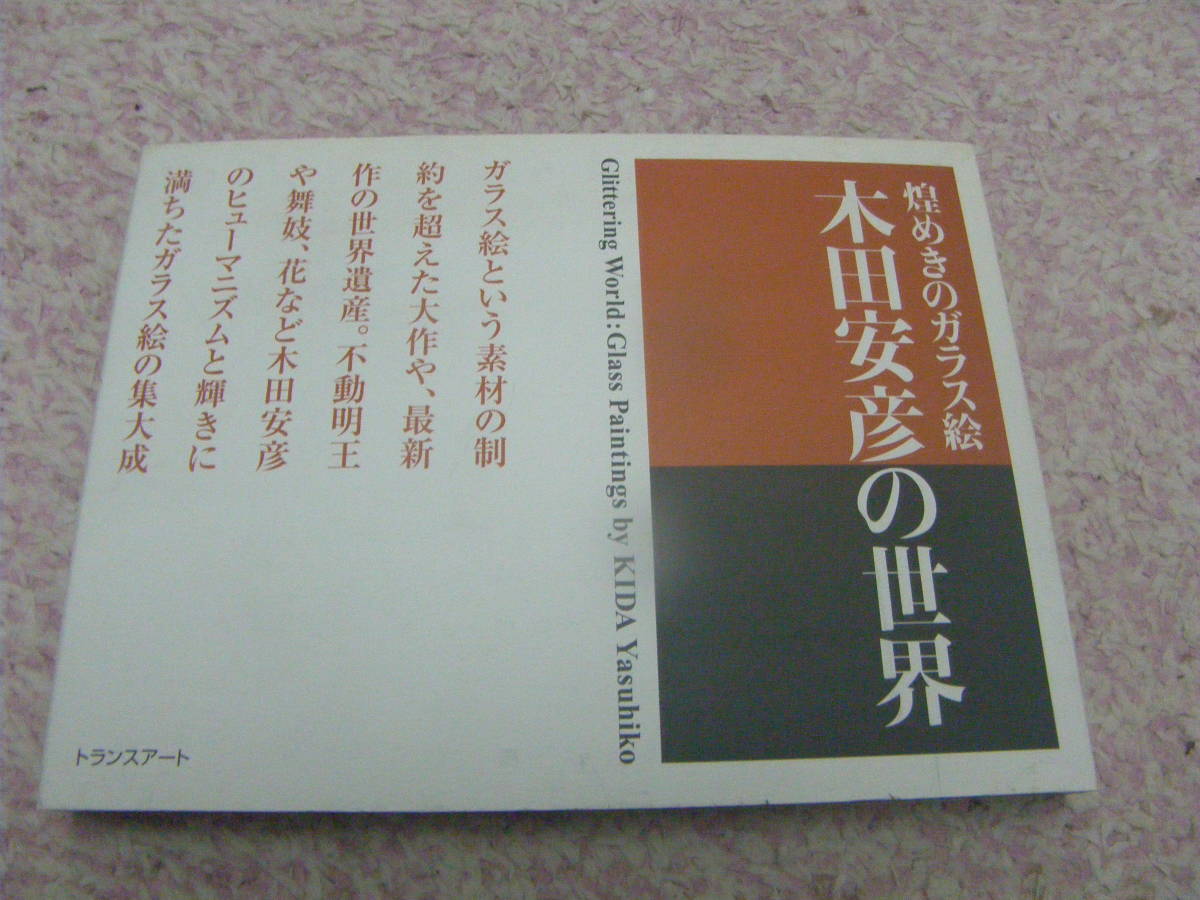 煌めきのガラス絵
木田安彦の世界
Glittering World: Glass Paintings by KIDA Yasuhiko
ガラス絵という素材の制
約を超えた大作や、最新
作の世界遺産。不動明王
や舞妓、花など木田安彦
のヒューマニズムと輝きに
満ちたガラス絵の集大成
トランスアート